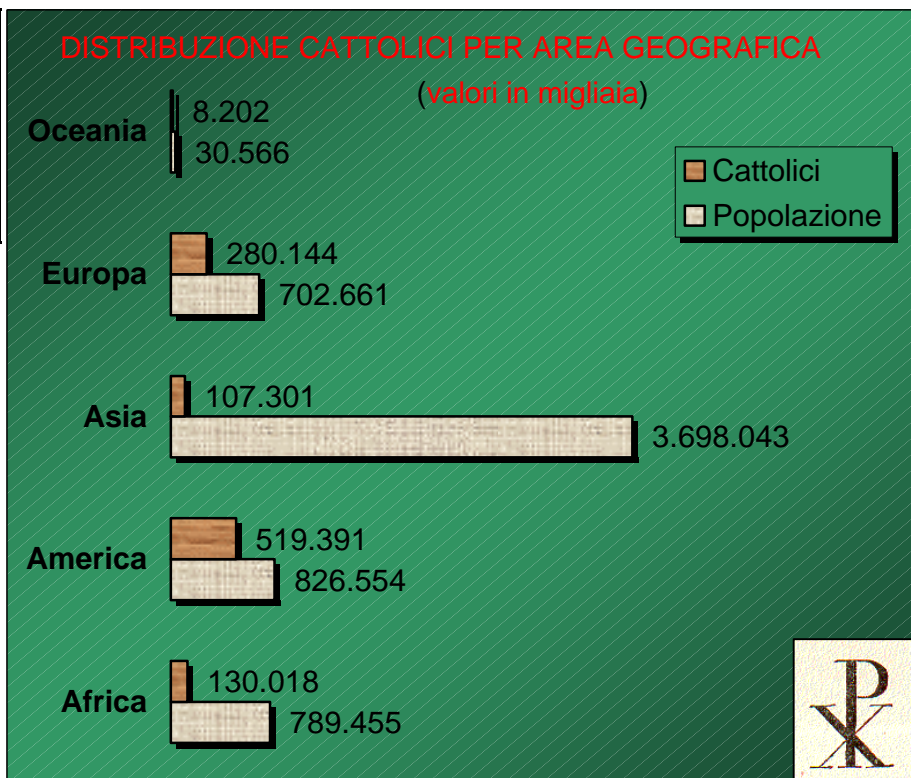 DISTRIBUZIONE CATTOLICI PER AREA GEOGRAFICA
(valori in migliaia)
Oceania
8.202
30.566
Cattolici
Popolazione
Europa
280.144
702.661
Asia
107.301
3.698.043
America
519.391
826.554
Africa
130.018
789.455